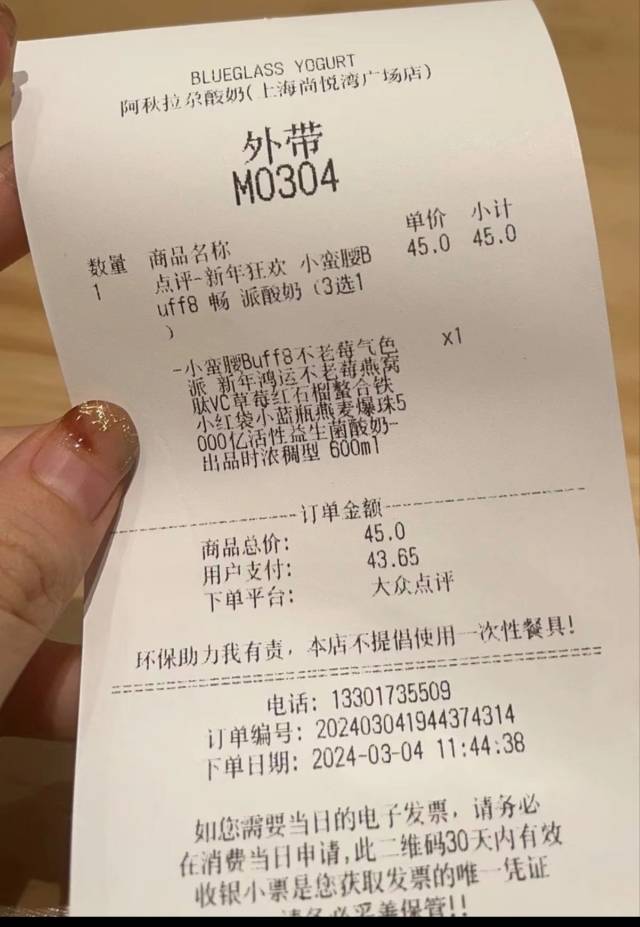 BLUEGLASS YOGURT
阿秋拉尕酸奶(上海尚悦湾广场店)
外带
M0304
数量 商品名称 单价 小计
1 点评-新年狂欢 小蛮腰B 45.0 45.0
uff8 畅 派酸奶 (3选1
)
-小蛮腰Buff8不老莓气色 x1
派 新年鸿运不老莓燕窝
肽VC草莓红石榴螯合铁
小红袋小蓝瓶燕麦爆珠5
000亿活性益生菌酸奶-
出品时浓稠型 600ml
订单金额
商品总价: 45.0
用户支付: 43.65
下单平台: 大众点评
环保助力我有责，本店不提倡使用一次性餐具!
电话: 13301735509
订单编号: 202403041944374314
下单日期: 2024-03-04 11:44:38
如您需要当日的电子发票，请务必
在消费当日申请,此二维码30天内有效
收银小票是您获取发票的唯一凭证
请务必妥善保管!!